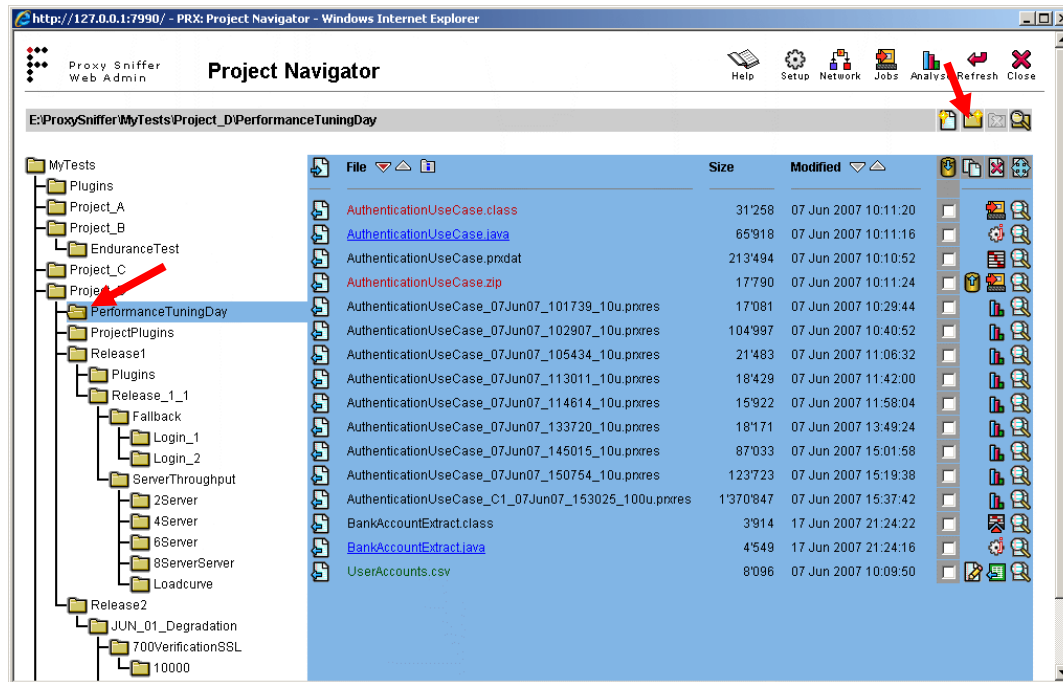 http://127.0.0.1:7990/ - PRX: Project Navigator - Windows Internet Explorer
Proxy Sniffer
Web Admin
Project Navigator
Help Setup Network Jobs Analyse Refresh Close
E:\ProxySniffer\MyTests\Project_D\PerformanceTuningDay
MyTests
Plugins
Project_A
Project_B
EnduranceTest
Project_C
PerformanceTuningDay
ProjectPlugins
Release1
Plugins
Release_1_1
Fallback
Login_1
Login_2
ServerThroughput
2Server
4Server
6Server
8ServerServer
Loadcurve
Release2
JUN_01_Degradation
700VerificationSSL
10000
File Size Modified
AuthenticationUseCase.class 31'258 07 Jun 2007 10:11:20
AuthenticationUseCase.java 65'918 07 Jun 2007 10:11:16
AuthenticationUseCase.prxdat 213'494 07 Jun 2007 10:10:52
AuthenticationUseCase.zip 17'790 07 Jun 2007 10:11:24
AuthenticationUseCase_07Jun07_101739_10u.prxres 17'081 07 Jun 2007 10:29:44
AuthenticationUseCase_07Jun07_102907_10u.prxres 104'997 07 Jun 2007 10:40:52
AuthenticationUseCase_07Jun07_105434_10u.prxres 21'483 07 Jun 2007 11:06:32
AuthenticationUseCase_07Jun07_113011_10u.prxres 18'429 07 Jun 2007 11:42:00
AuthenticationUseCase_07Jun07_114614_10u.prxres 15'922 07 Jun 2007 11:58:04
AuthenticationUseCase_07Jun07_133720_10u.prxres 18'171 07 Jun 2007 13:49:24
AuthenticationUseCase_07Jun07_145015_10u.prxres 87'033 07 Jun 2007 15:01:58
AuthenticationUseCase_07Jun07_150754_10u.prxres 123'723 07 Jun 2007 15:19:38
AuthenticationUseCase_C1_07Jun07_153025_100u.prxres 1'370'847 07 Jun 2007 15:37:42
BankAccountExtract.class 3'914 17 Jun 2007 21:24:22
BankAccountExtract.java 4'549 17 Jun 2007 21:24:16
UserAccounts.csv 8'096 07 Jun 2007 10:09:50